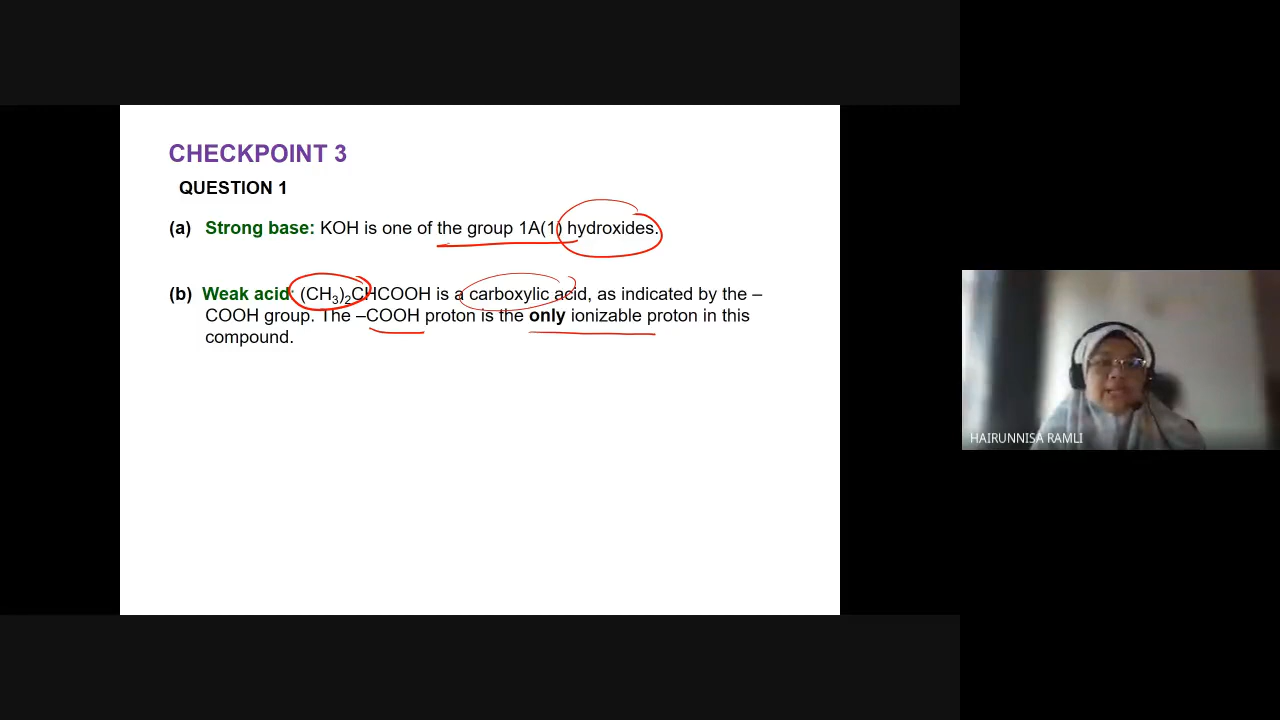 CHECKPOINT 3
QUESTION 1
(a) Strong base: KOH is one of the group 1A(1) hydroxides.
(b) Weak acid: (CH₃)₂CHCOOH is a carboxylic acid, as indicated by the –
COOH group. The –COOH proton is the only ionizable proton in this
compound.
HAIRUNNISA RAMLI